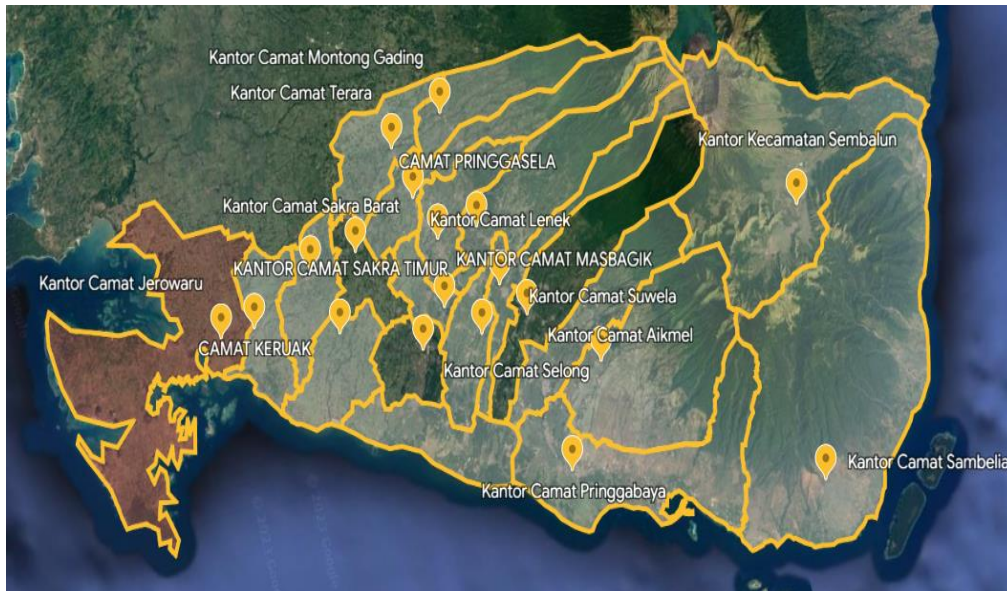 Kantor Camat Montong Gading
Kantor Camat Terara
Kantor Kecamatan Sembalun
CAMAT PRINGGASELA
Kantor Camat Sakra Barat
Kantor Camat Lenek
KANTOR CAMAT SAKRA TIMUR
KANTOR CAMAT MASBAGIK
Kantor Camat Jerowaru
Kantor Camat Suwela
Kantor Camat Aikmel
CAMAT KERUAK
Kantor Camat Selong
Kantor Camat Sambelia
Kantor Camat Pringgabaya